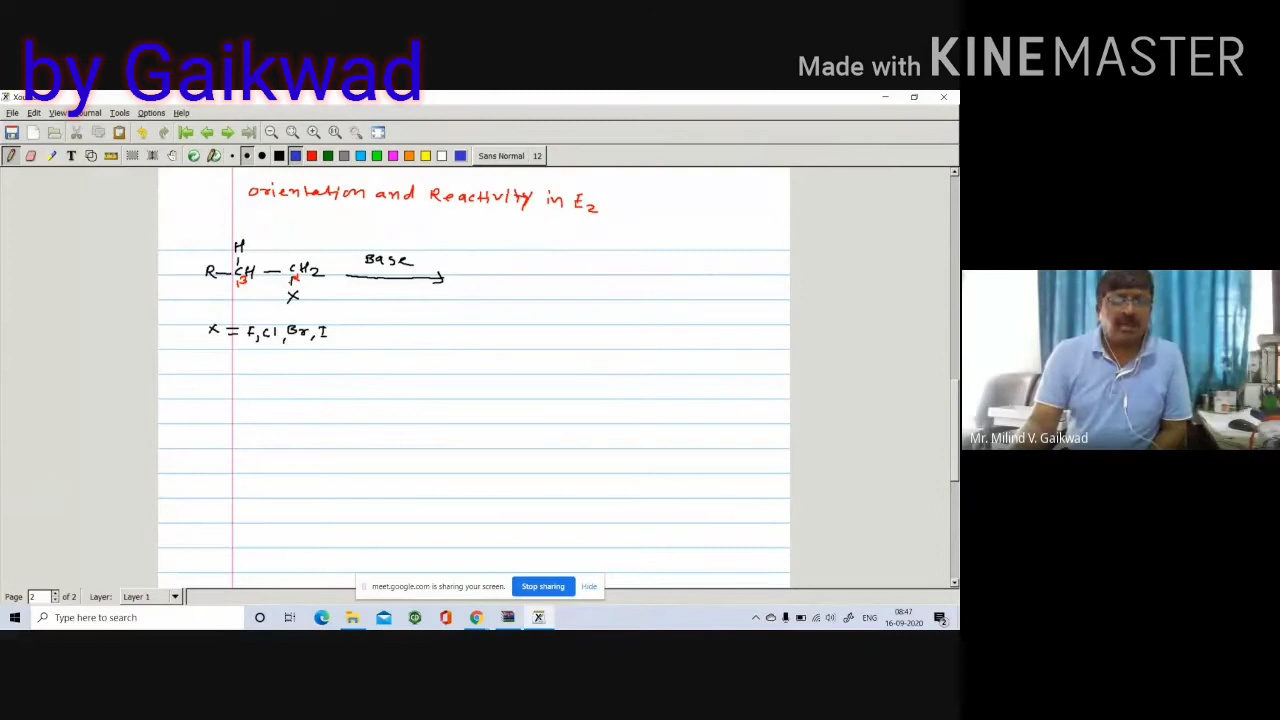 by Gaikwad
Made with KINEMASTER
Xou
File Edit View Journal Tools Options Help
Sans Normal 12
Orientation and Reactivity in E2
H
R—CH—CH2 Base
β α
X
X = F, Cl, Br, I
Mr. Milind V. Gaikwad
meet.google.com is sharing your screen. Stop sharing Hide
Page 2 of 2 Layer: Layer 1
Type here to search
ENG
08:47
16-09-2020